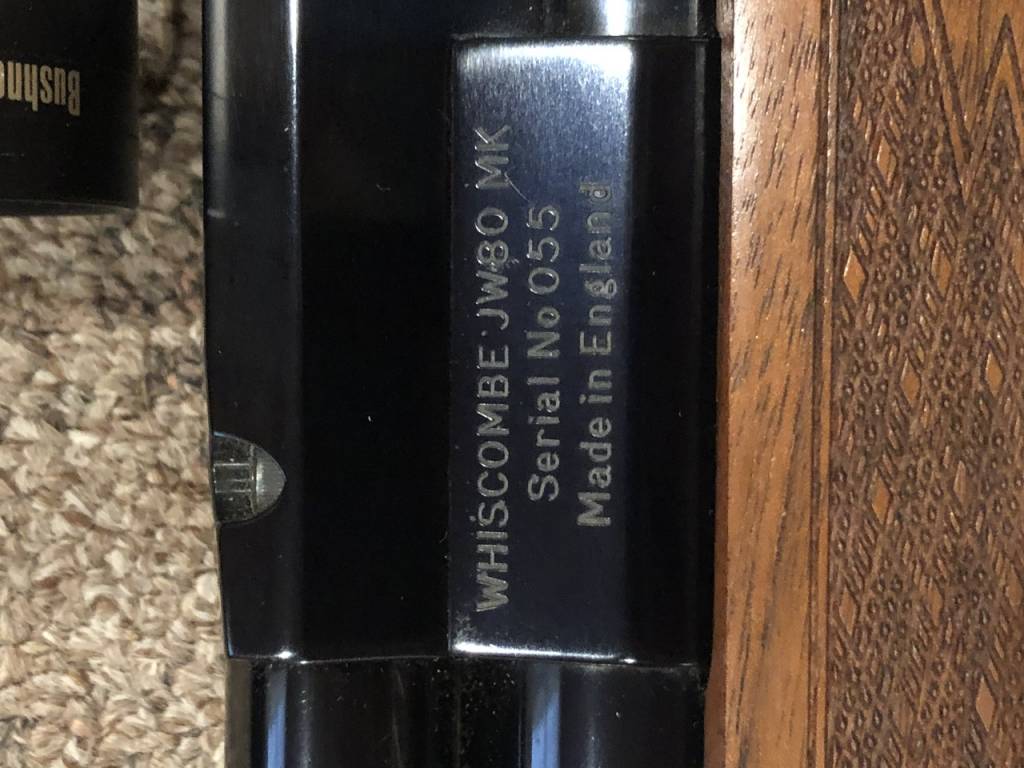 WHISCOMBE JW80 MK
Serial No 055
Made in England